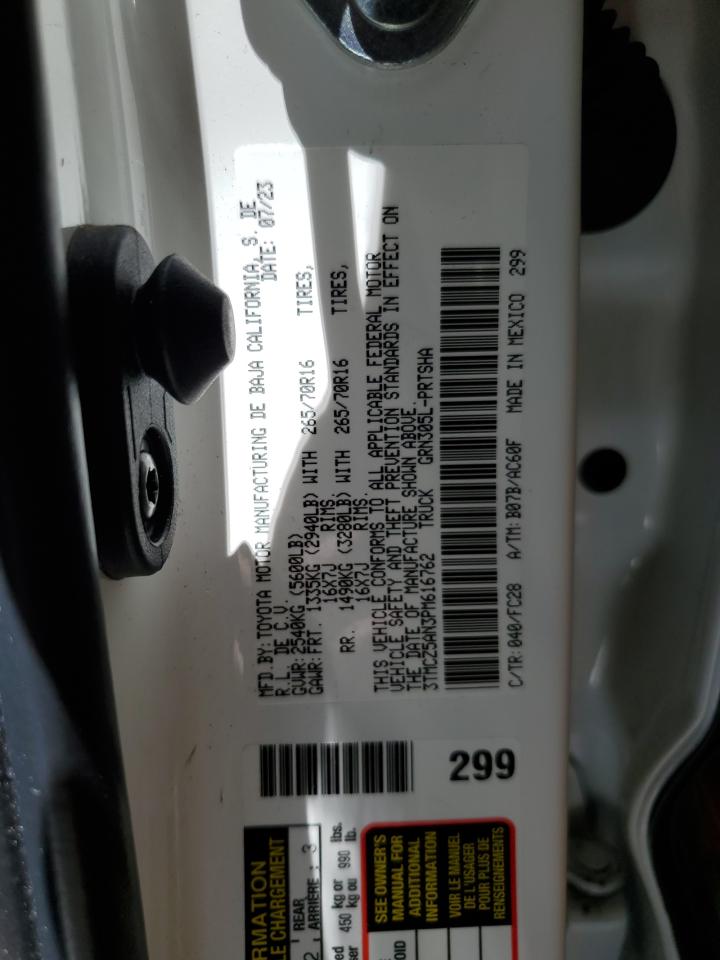 MFD.BY:TOYOTA MOTOR MANUFACTURING DE BAJA CALIFORNIA, S. DE
R.L. DE C.V. DATE: 07/23
GVWR:2540KG (5600LB)
GAWR:FRT. 1335KG (2940LB) WITH 265/70R16 TIRES,
16X7J RIMS.
RR. 1490KG (3280LB) WITH 265/70R16 TIRES,
16X7J RIMS.
THIS VEHICLE CONFORMS TO ALL APPLICABLE FEDERAL MOTOR
VEHICLE SAFETY AND THEFT PREVENTION STANDARDS IN EFFECT ON
THE DATE OF MANUFACTURE SHOWN ABOVE.
3TMCZ5AN3PM616762 TRUCK GRN305L-PRTSHA
C/TR:040/FC28 A/TM:B07B/AC60F MADE IN MEXICO 299
299
RMATION
LE CHARGEMENT
2 REAR
ARRIÈRE : 3
450 kg or 990 lbs.
kg ou lb.
SEE OWNER'S
MANUAL FOR
ADDITIONAL
INFORMATION
VOIR LE MANUEL
DE L'USAGER
POUR PLUS DE
RENSEIGNEMENTS